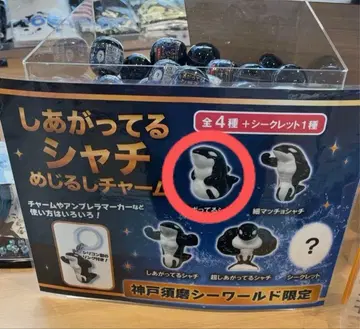 しあがってる
シャチ
めじるしチャーム
全4種+シークレット1種
チャームやアンブレラマーカーなど
使い方はいろいろ!
細マッチョシャチ
しあがってるシャチ
超しあがってるシャチ
?
シークレット
神戸須磨シーワールド限定